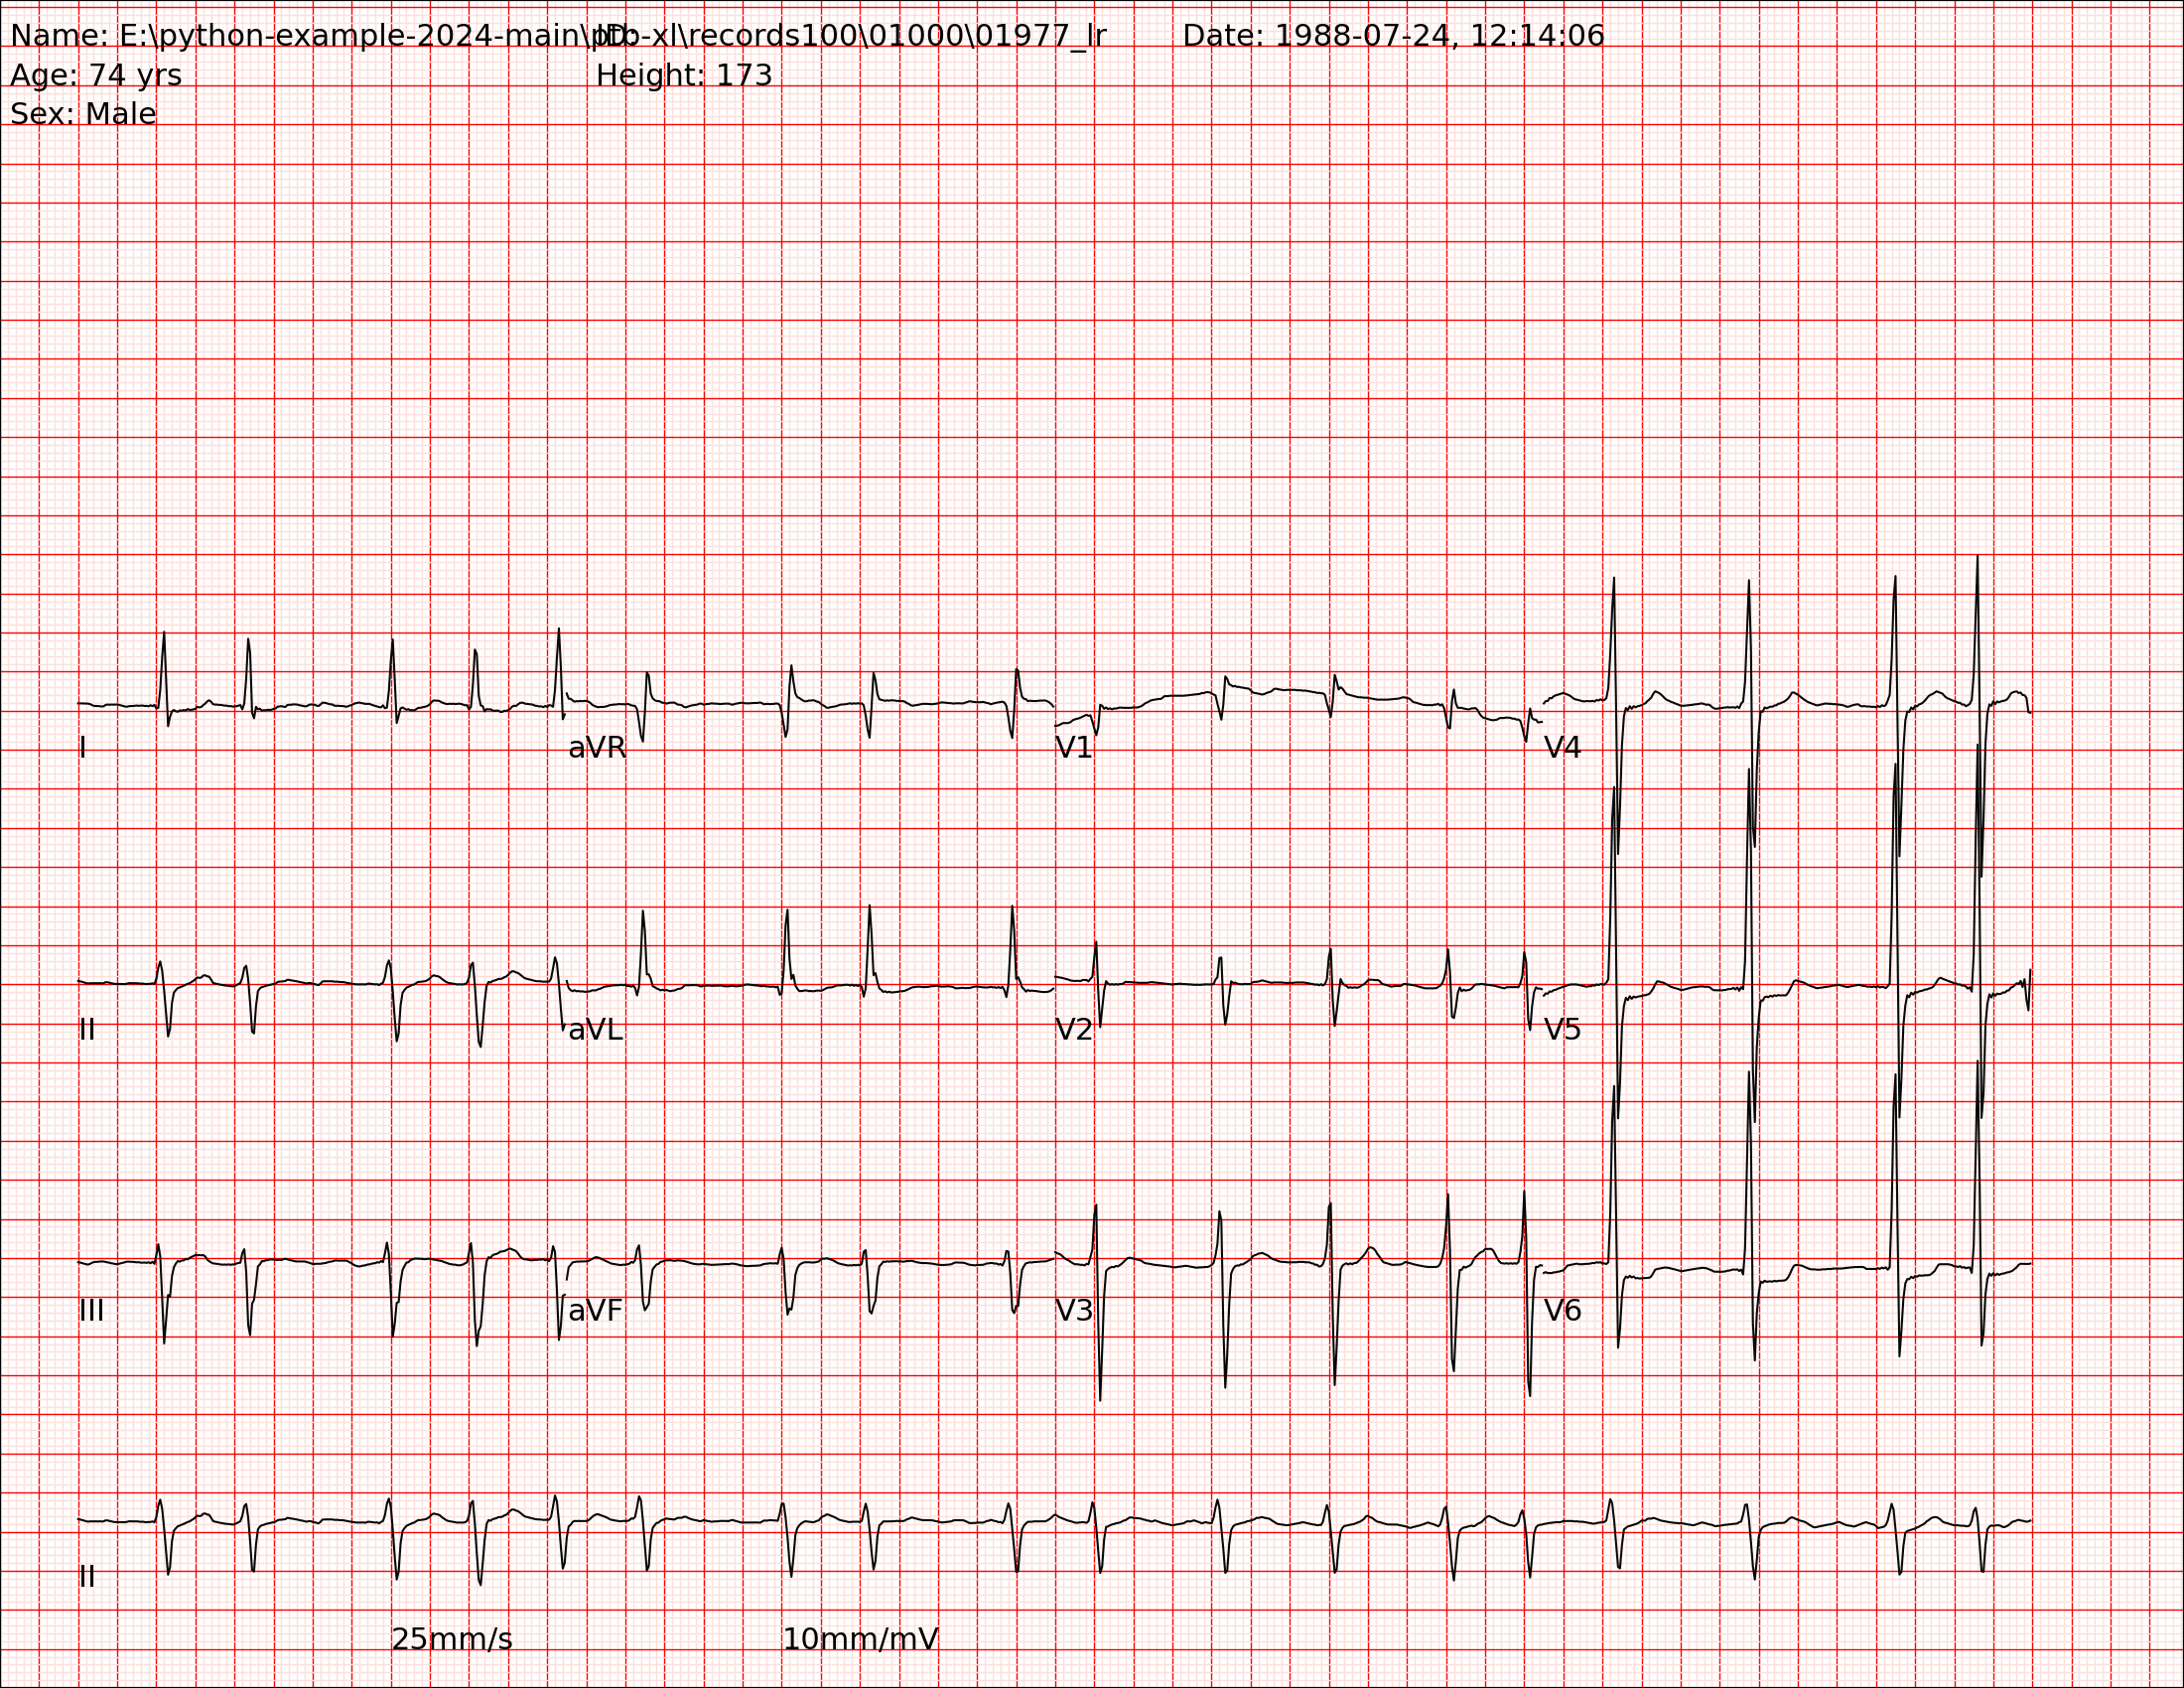 Name: E:\python-example-2024-main\ptb-xl\records100\01000\01977_lr ID: Date: 1988-07-24, 12:14:06
Age: 74 yrs Height: 173
Sex: Male
I aVR V1 V4
II aVL V2 V5
III aVF V3 V6
II
25mm/s 10mm/mV